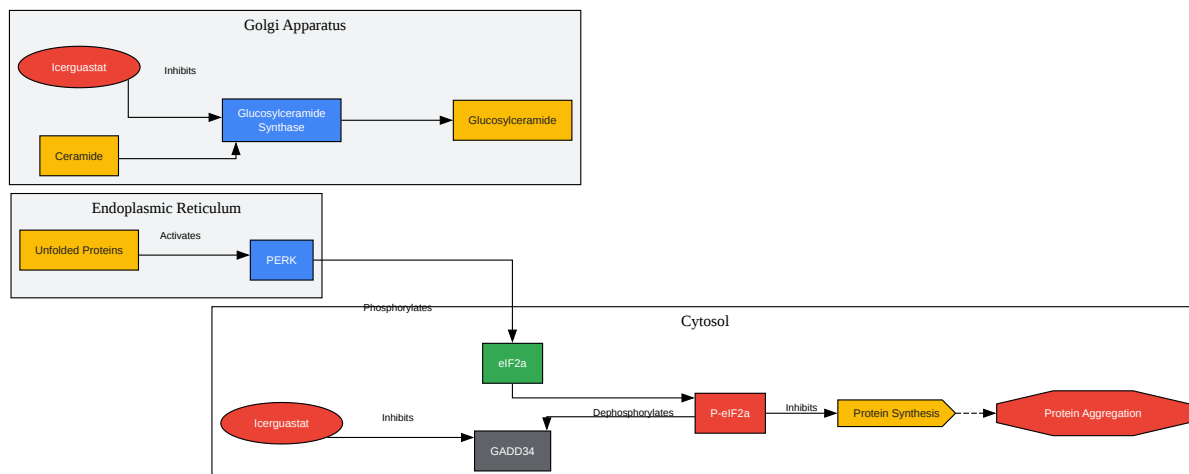 Golgi Apparatus
Icerguastat
Inhibits
Glucosylceramide
Synthase
Glucosylceramide
Ceramide
Endoplasmic Reticulum
Unfolded Proteins
Activates
PERK
Phosphorylates
Cytosol
eIF2a
Icerguastat
Inhibits
GADD34
Dephosphorylates
P-eIF2a
Inhibits
Protein Synthesis
Protein Aggregation